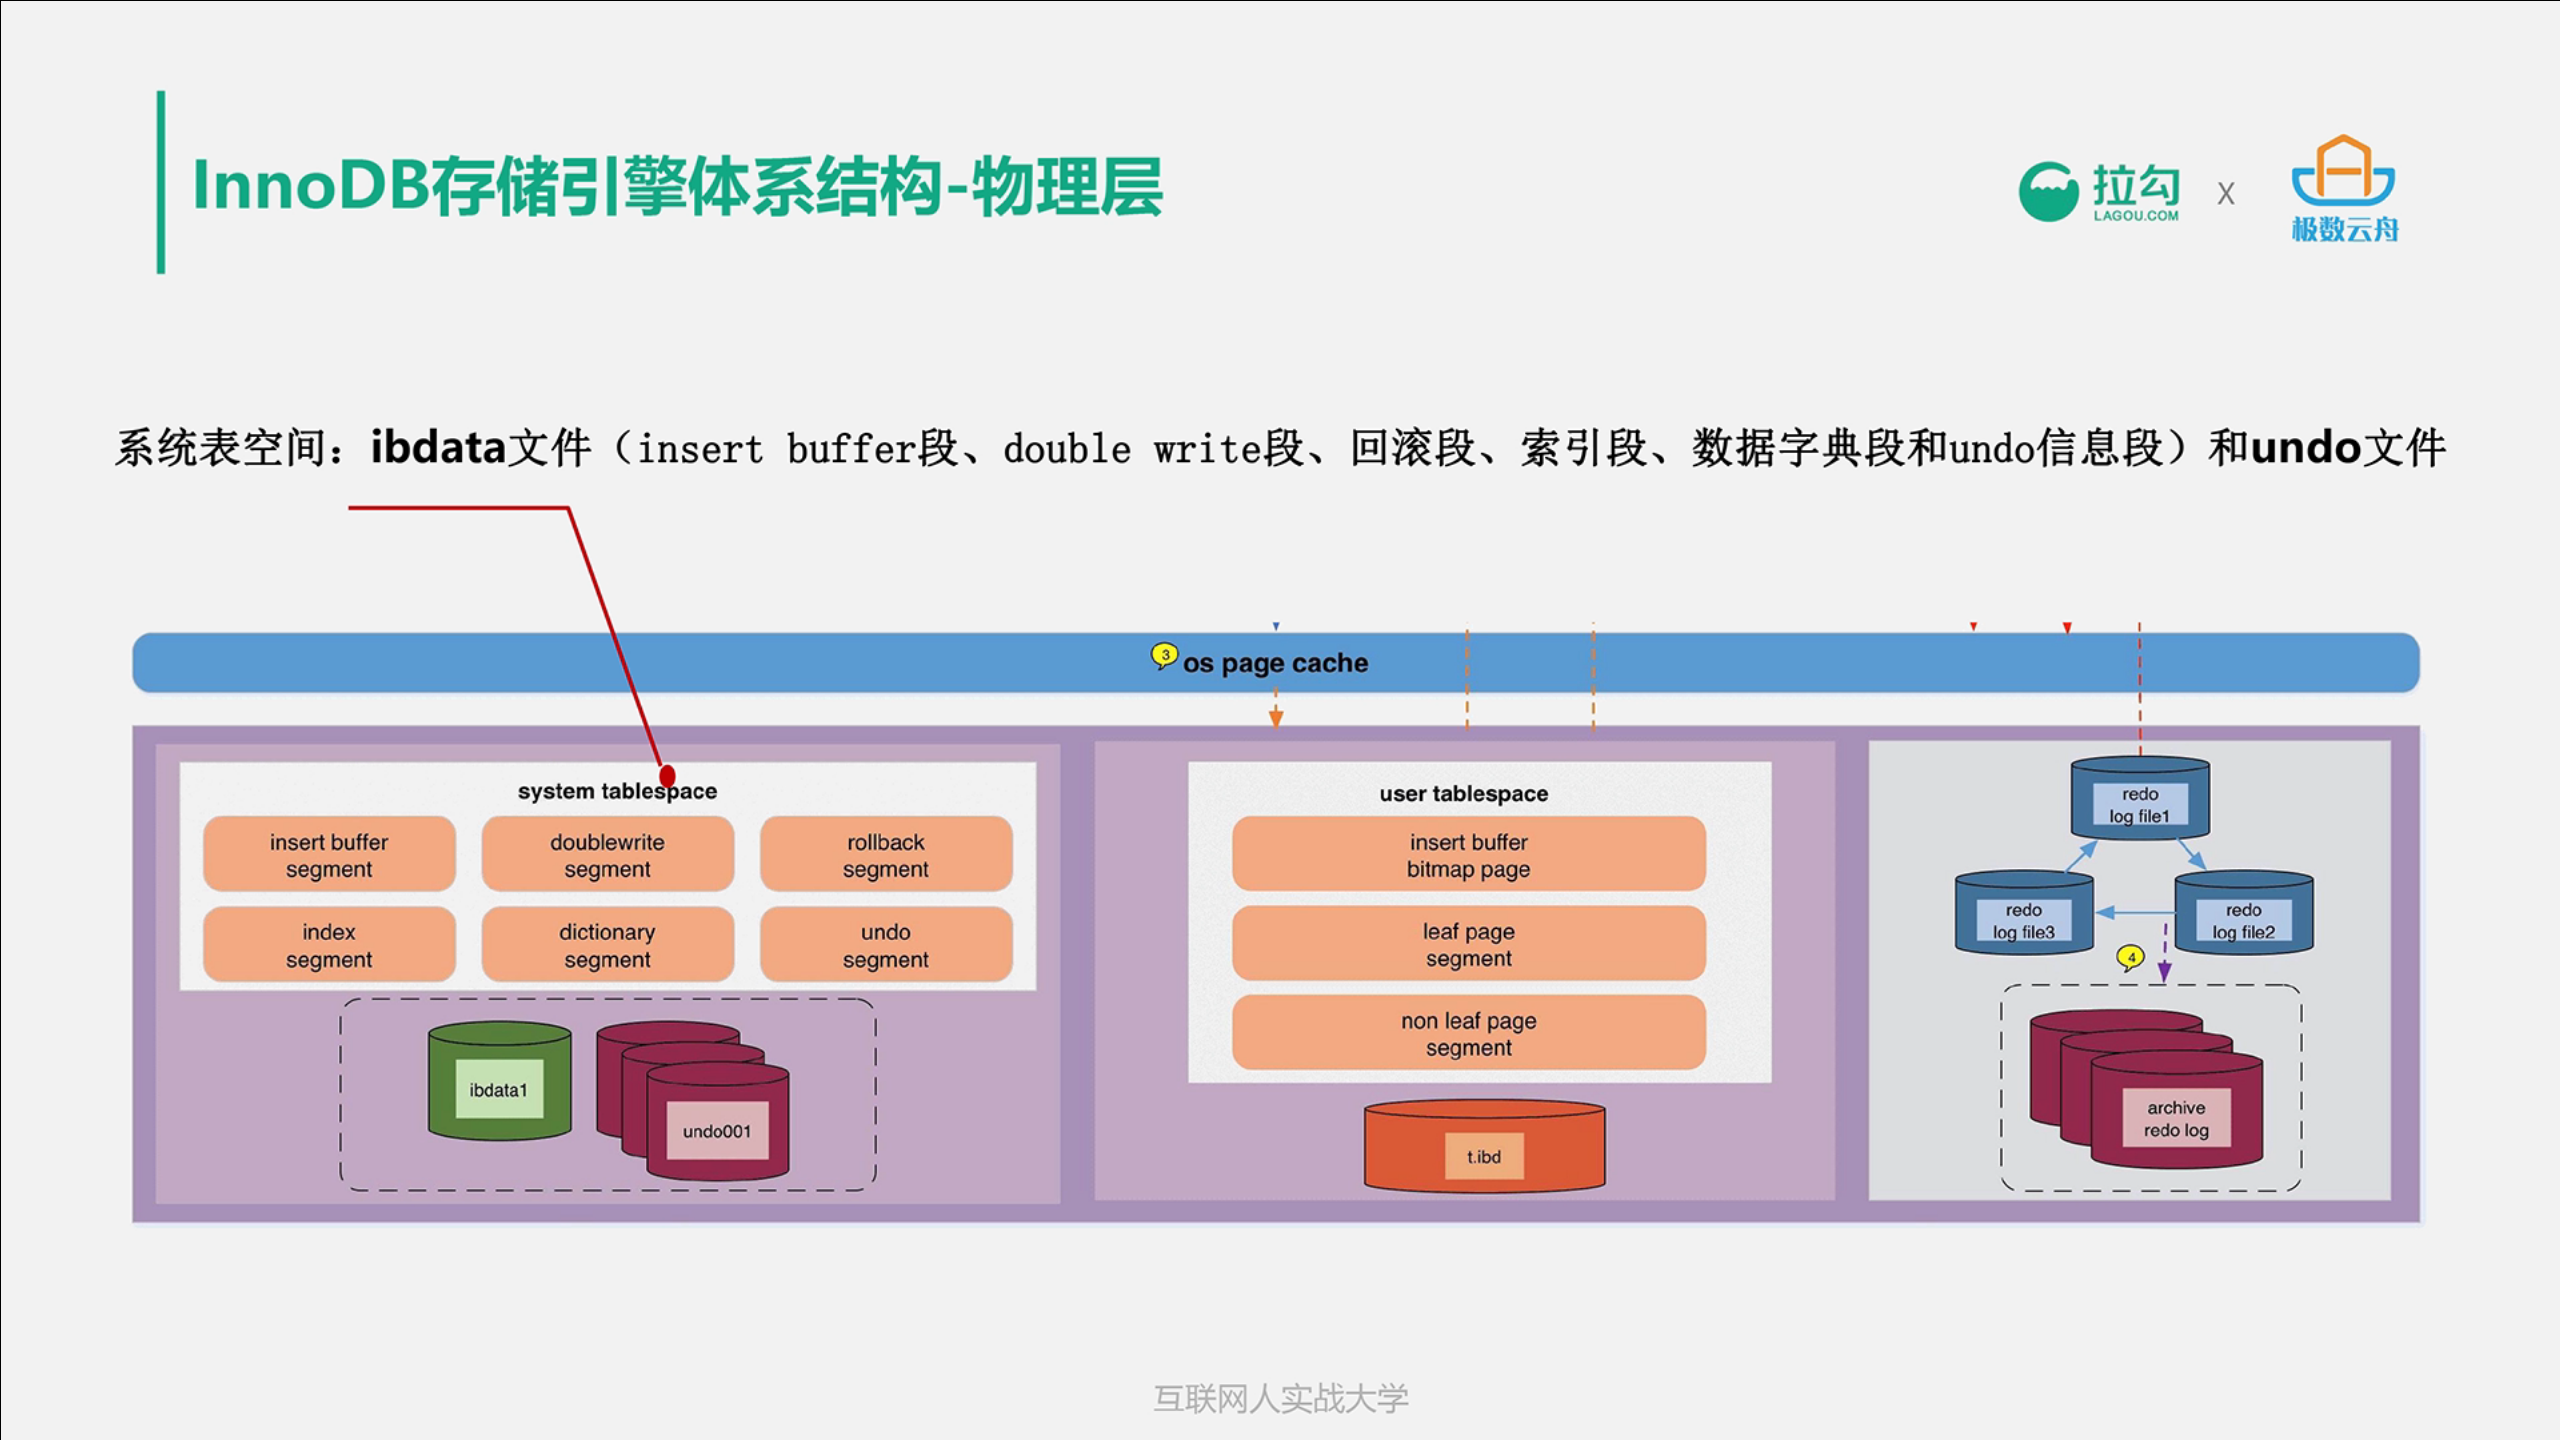 InnoDB存储引擎体系结构-物理层
拉勾
LAGOU.COM
X
极数云舟
系统表空间：ibdata文件（insert buffer段、double write段、回滚段、索引段、数据字典段和undo信息段）和undo文件
3
os page cache
system tablespace
insert buffer
segment
doublewrite
segment
rollback
segment
index
segment
dictionary
segment
undo
segment
ibdata1
undo001
user tablespace
insert buffer
bitmap page
leaf page
segment
non leaf page
segment
t.ibd
redo
log file1
redo
log file3
redo
log file2
4
archive
redo log
互联网人实战大学